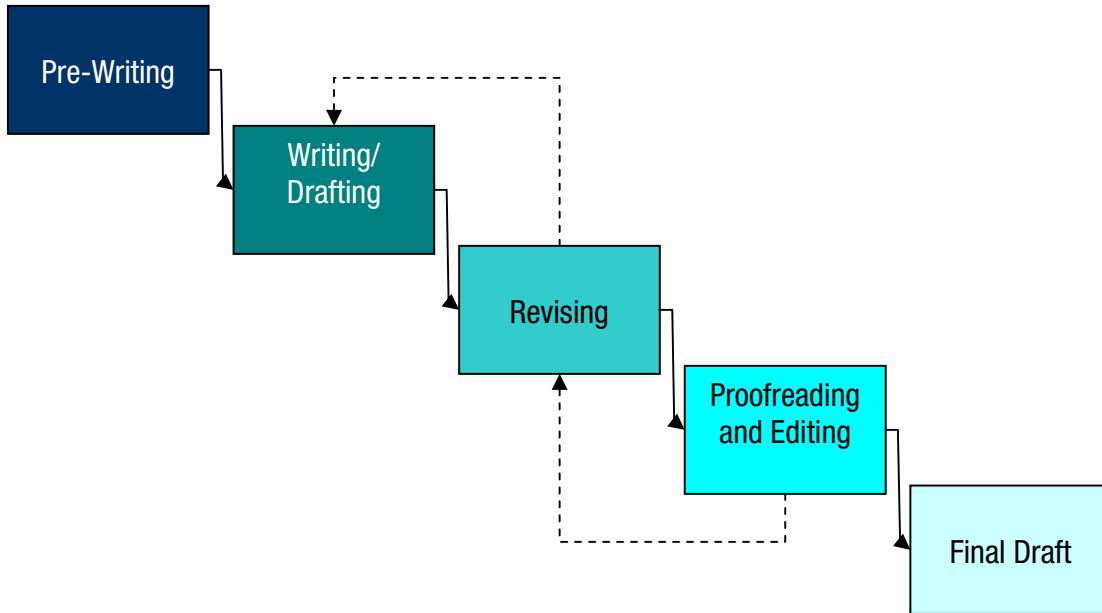 Pre-Writing
Writing/
Drafting
Revising
Proofreading
and Editing
Final Draft